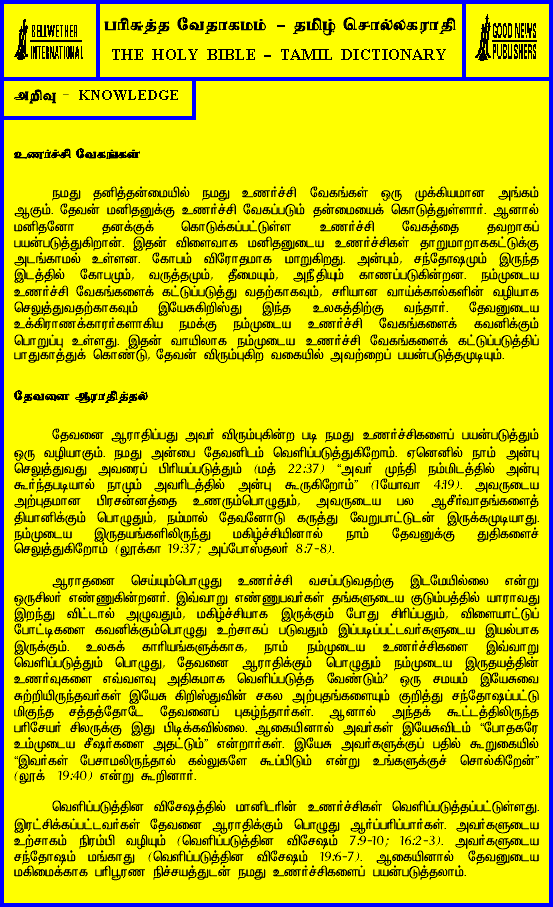 BELLWETHER
INTERNATIONAL
பரிசுத்த வேதாகமம் – தமிழ் சொல்லகராதி
THE HOLY BIBLE – TAMIL DICTIONARY
GOOD NEWS
PUBLISHERS
அறிவு – KNOWLEDGE
உணர்ச்சி வேகங்கள்
நமது தனித்தன்மையில் நமது உணர்ச்சி வேகங்கள் ஒரு முக்கியமான அங்கம்
ஆகும். தேவன் மனிதனுக்கு உணர்ச்சி வேகப்படும் தன்மையைக் கொடுத்துள்ளார். ஆனால்
மனிதனோ தனக்குக் கொடுக்கப்பட்டுள்ள உணர்ச்சி வேகத்தை தவறாகப்
பயன்படுத்துகிறான். இதன் விளைவாக மனிதனுடைய உணர்ச்சிகள் தாறுமாறாககட்டுக்கு
அடங்காமல் உள்ளன. கோபம் விரோதமாக மாறுகிறது. அன்பும், சந்தோஷமும் இருந்த
இடத்தில் கோபமும், வருத்தமும், தீமையும், அநீதியும் காணப்படுகின்றன. நம்முடைய
உணர்ச்சி வேகங்களைக் கட்டுப்படுத்து வதற்காகவும், சரியான வாய்க்கால்களின் வழியாக
செலுத்துவதற்காகவும் இயேசுகிறிஸ்து இந்த உலகத்திற்கு வந்தார். தேவனுடைய
உக்கிராணக்காரர்களாகிய நமக்கு நம்முடைய உணர்ச்சி வேகங்களைக் கவனிக்கும்
பொறுப்பு உள்ளது. இதன் வாயிலாக நம்முடைய உணர்ச்சி வேகங்களைக் கட்டுப்படுத்திப்
பாதுகாத்துக் கொண்டு, தேவன் விரும்புகிற வகையில் அவற்றைப் பயன்படுத்தமுடியும்.
தேவனை ஆராதித்தல்
தேவனை ஆராதிப்பது அவர் விரும்புகின்ற படி நமது உணர்ச்சிகளைப் பயன்படுத்தும்
ஒரு வழியாகும். நமது அன்பை தேவனிடம் வெளிப்படுத்துகிறோம். ஏனெனில் நாம் அன்பு
செலுத்துவது அவரைப் பிரியப்படுத்தும் (மத் 22:37) “அவர் முந்தி நம்மிடத்தில் அன்பு
கூர்ந்தபடியால் நாமும் அவரிடத்தில் அன்பு கூருகிறோம்” (1யோவா 4:19). அவருடைய
அற்புதமான பிரசன்னத்தை உணரும்பொழுதும், அவருடைய பல ஆசீர்வாதங்களைத்
தியானிக்கும் பொழுதும், நம்மால் தேவனோடு கருத்து வேறுபாட்டுடன் இருக்கமுடியாது.
நம்முடைய இருதயங்களிலிருந்து மகிழ்ச்சியினால் நாம் தேவனுக்கு துதிகளைச்
செலுத்துகிறோம் (லூக்கா 19:37; அப்போஸ்தலர் 8:7-8).
ஆராதனை செய்யும்பொழுது உணர்ச்சி வசப்படுவதற்கு இடமேயில்லை என்று
ஒருசிலர் எண்ணுகின்றனர். இவ்வாறு எண்ணுபவர்கள் தங்களுடைய குடும்பத்தில் யாராவது
இறந்து விட்டால் அழுவதும், மகிழ்ச்சியாக இருக்கும் போது சிரிப்பதும், விளையாட்டுப்
போட்டிகளை கவனிக்கும்பொழுது உற்சாகப் படுவதும் இப்படிப்பட்டவர்களுடைய இயல்பாக
இருக்கும். உலகக் காரியங்களுக்காக, நாம் நம்முடைய உணர்ச்சிகளை இவ்வாறு
வெளிப்படுத்தும் பொழுது, தேவனை ஆராதிக்கும் பொழுதும் நம்முடைய இருதயத்தின்
உணர்வுகளை எவ்வளவு அதிகமாக வெளிப்படுத்த வேண்டும்? ஒரு சமயம் இயேசுவை
சுற்றியிருந்தவர்கள் இயேசு கிறிஸ்துவின் சகல அற்புதங்களையும் குறித்து சந்தோஷப்பட்டு
மிகுந்த சத்தத்தோடே தேவனைப் புகழ்ந்தார்கள். ஆனால் அந்தக் கூட்டத்திலிருந்த
பரிசேயர் சிலருக்கு இது பிடிக்கவில்லை. ஆகையினால் அவர்கள் இயேசுவிடம் “போதகரே
உம்முடைய சீஷர்களை அதட்டும்” என்றார்கள். இயேசு அவர்களுக்குப் பதில் கூறுகையில்
“இவர்கள் பேசாமலிருந்தால் கல்லுகளே கூப்பிடும் என்று உங்களுக்குச் சொல்கிறேன்”
(லூக் 19:40) என்று கூறினார்.
வெளிப்படுத்தின விசேஷத்தில் மானிடரின் உணர்ச்சிகள் வெளிப்படுத்தப்பட்டுள்ளது.
இரட்சிக்கப்பட்டவர்கள் தேவனை ஆராதிக்கும் பொழுது ஆர்ப்பரிப்பார்கள். அவர்களுடைய
உற்சாகம் நிரம்பி வழியும் (வெளிப்படுத்தின விசேஷம் 7:9-10; 16:2-3). அவர்களுடைய
சந்தோஷம் மங்காது (வெளிப்படுத்தின விசேஷம் 19:6-7). ஆகையினால் தேவனுடைய
மகிமைக்காக பரிபூரண நிச்சயத்துடன் நமது உணர்ச்சிகளைப் பயன்படுத்தலாம்.